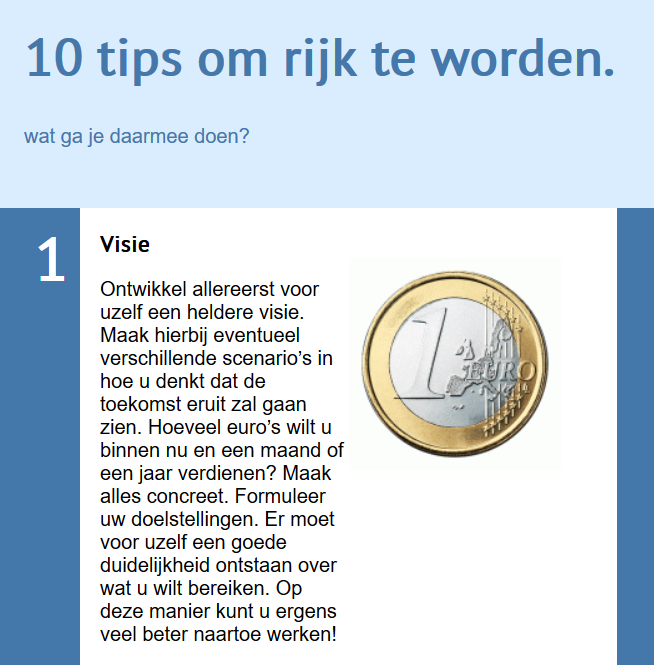 10 tips om rijk te worden.
wat ga je daarmee doen?
1
Visie
Ontwikkel allereerst voor
uzelf een heldere visie.
Maak hierbij eventueel
verschillende scenario’s in
hoe u denkt dat de
toekomst eruit zal gaan
zien. Hoeveel euro’s wilt u
binnen nu en een maand of
een jaar verdienen? Maak
alles concreet. Formuleer
uw doelstellingen. Er moet
voor uzelf een goede
duidelijkheid ontstaan over
wat u wilt bereiken. Op
deze manier kunt u ergens
veel beter naartoe werken!
1 EURO